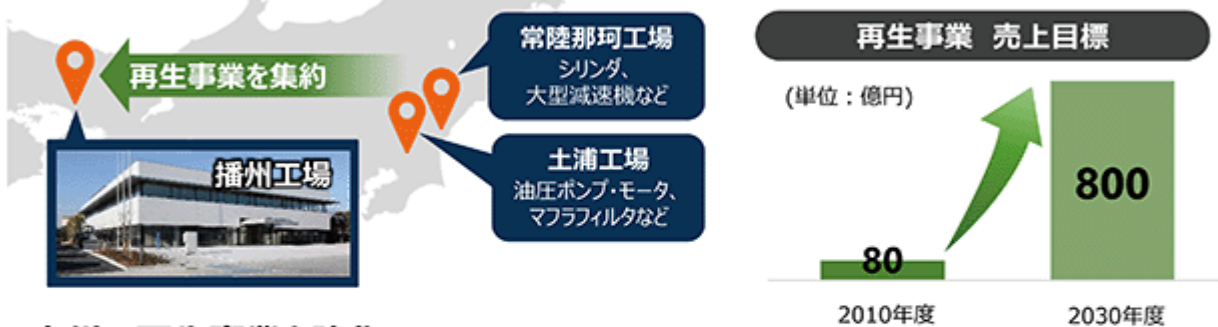 再生事業を集約
常陸那珂工場
シリンダ、
大型減速機など
土浦工場
油圧ポンプ・モータ、
マフラフィルタなど
播州工場
再生事業 売上目標
(単位：億円)
80
800
2010年度
2030年度